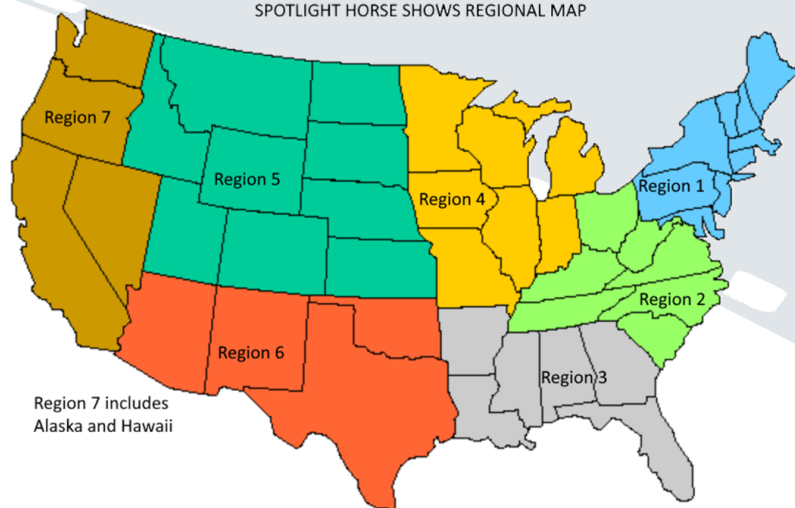 SPOTLIGHT HORSE SHOWS REGIONAL MAP
Region 7
Region 5
Region 4
Region 1
Region 2
Region 6
Region 3
Region 7 includes
Alaska and Hawaii